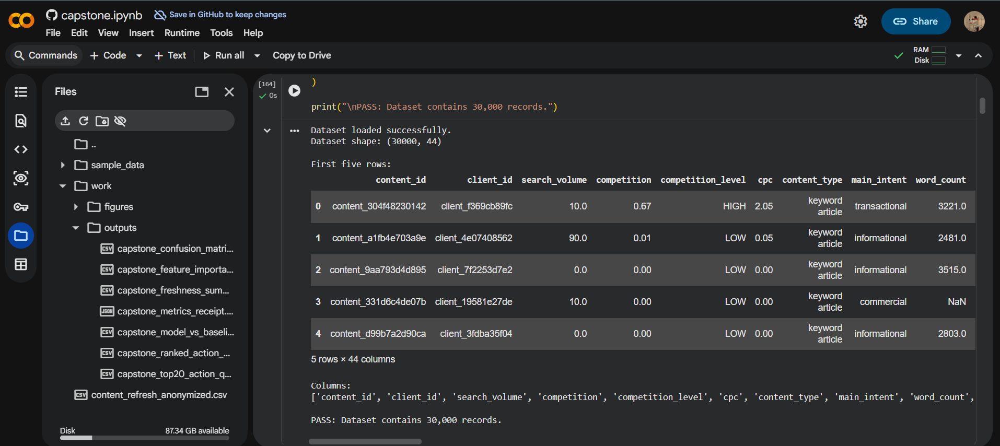 capstone.ipynb Save in GitHub to keep changes
File Edit View Insert Runtime Tools Help
Share
Commands + Code + Text Run all Copy to Drive
RAM
Disk
Files
..
sample_data
work
figures
outputs
capstone_confusion_matri...
capstone_feature_importa...
capstone_freshness_sum...
capstone_metrics_receipt....
capstone_model_vs_baseli...
capstone_ranked_action_...
capstone_top20_action_q...
content_refresh_anonymized.csv
Disk 87.34 GB available
[164]
0s
)
print("\nPASS: Dataset contains 30,000 records.")
Dataset loaded successfully.
Dataset shape: (30000, 44)
First five rows:
content_id client_id search_volume competition competition_level cpc content_type main_intent word_count
0 content_304f48230142 client_f369cb89fc 10.0 0.67 HIGH 2.05 keyword article transactional 3221.0
1 content_a1fb4e703a9e client_4e07408562 90.0 0.01 LOW 0.05 keyword article informational 2481.0
2 content_9aa793d4d895 client_7f2253d7e2 0.0 0.00 LOW 0.00 keyword article informational 3515.0
3 content_331d6c4de07b client_19581e27de 10.0 0.00 LOW 0.00 keyword article commercial NaN
4 content_d99b7a2d90ca client_3fdba35f04 0.0 0.00 LOW 0.00 keyword article informational 2803.0
5 rows × 44 columns
Columns:
['content_id', 'client_id', 'search_volume', 'competition', 'competition_level', 'cpc', 'content_type', 'main_intent', 'word_count',
PASS: Dataset contains 30,000 records.